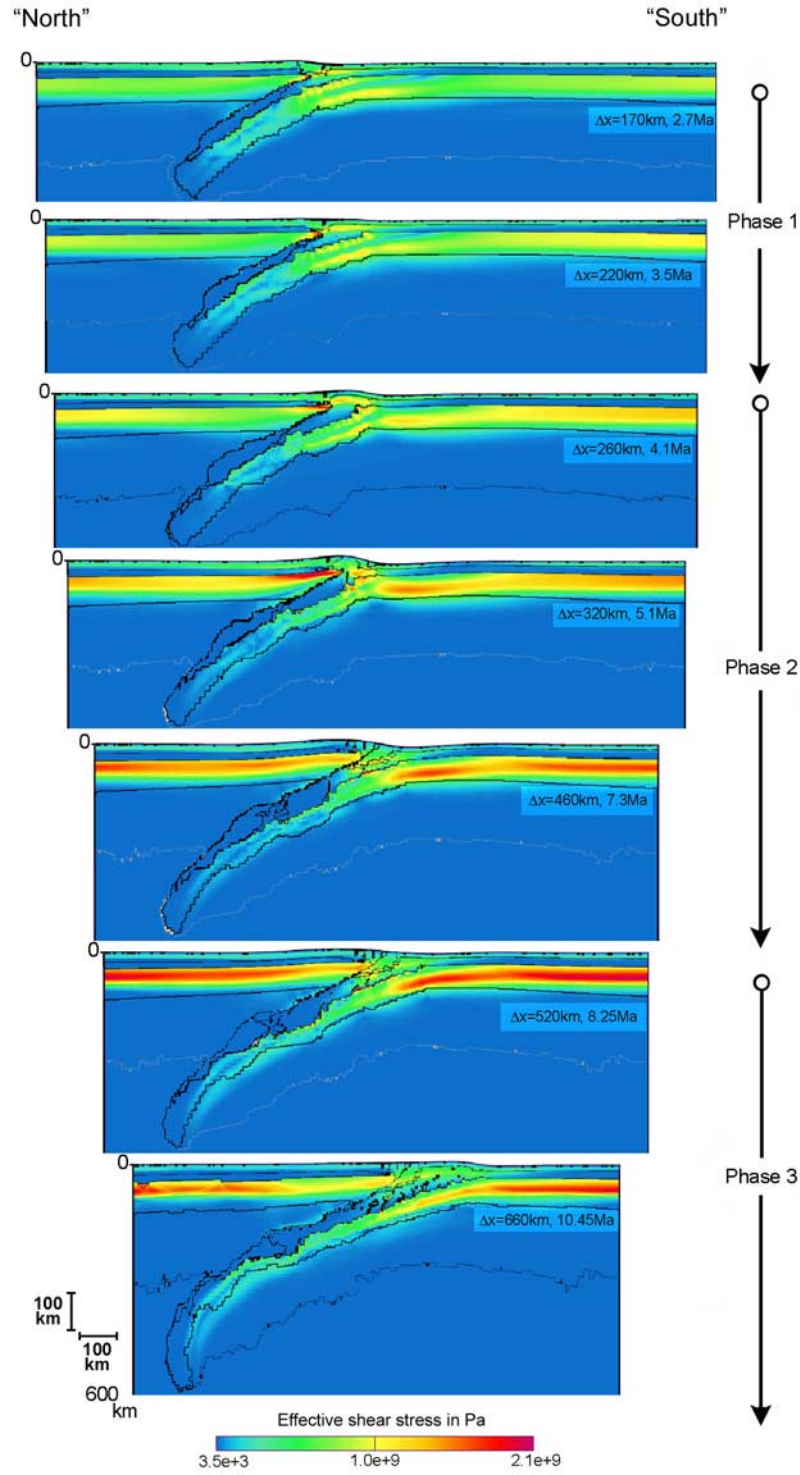 “North”
“South”
0
Δx=170km, 2.7Ma
0
Phase 1
Δx=220km, 3.5Ma
0
Δx=260km, 4.1Ma
0
Δx=320km, 5.1Ma
Phase 2
0
Δx=460km, 7.3Ma
0
Δx=520km, 8.25Ma
0
Phase 3
Δx=660km, 10.45Ma
100
km
100
km
600
km
Effective shear stress in Pa
3.5e+3
1.0e+9
2.1e+9